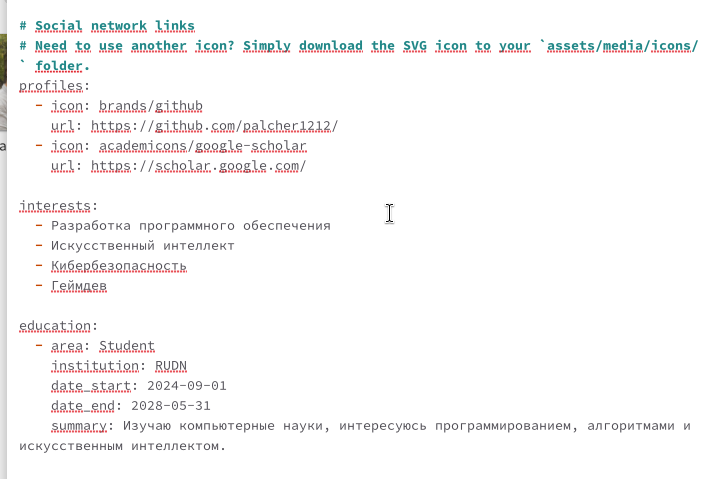 # Social network links
# Need to use another icon? Simply download the SVG icon to your `assets/media/icons/
` folder.
profiles:
  - icon: brands/github
    url: https://github.com/palcher1212/
  - icon: academicons/google-scholar
    url: https://scholar.google.com/

interests:
  - Разработка программного обеспечения
  - Искусственный интеллект
  - Кибербезопасность
  - Геймдев

education:
  - area: Student
    institution: RUDN
    date_start: 2024-09-01
    date_end: 2028-05-31
    summary: Изучаю компьютерные науки, интересуюсь программированием, алгоритмами и
искусственным интеллектом.